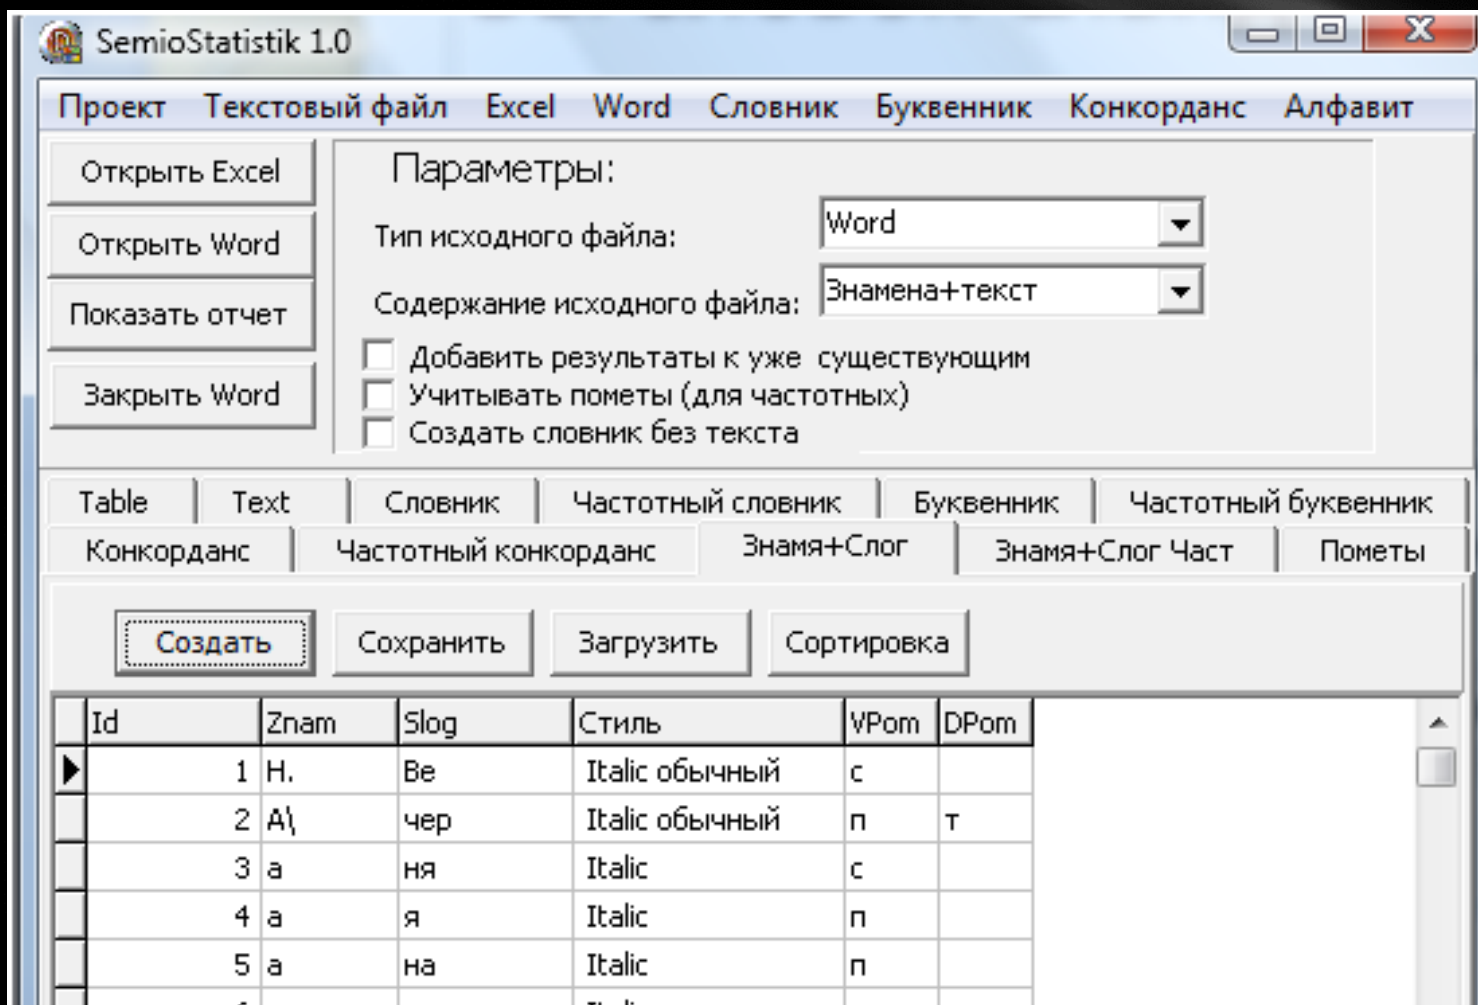 SemioStatistik 1.0
Проект Текстовый файл Excel Word Словник Буквенник Конкорданс Алфавит
Открыть Excel
Открыть Word
Показать отчет
Закрыть Word
Параметры:
Тип исходного файла: Word
Содержание исходного файла: Знамена+текст
Добавить результаты к уже существующим
Учитывать пометы (для частотных)
Создать словник без текста
Table Text Словник Частотный словник Буквенник Частотный буквенник
Конкорданс Частотный конкорданс Знамя+Слог Знамя+Слог Част Пометы
Создать Сохранить Загрузить Сортировка
Id Znam Slog Стиль VPom DPom
1 Н. Ве Italic обычный с
2 А\ чер Italic обычный п т
3 а ня Italic с
4 а я Italic п
5 а на Italic п